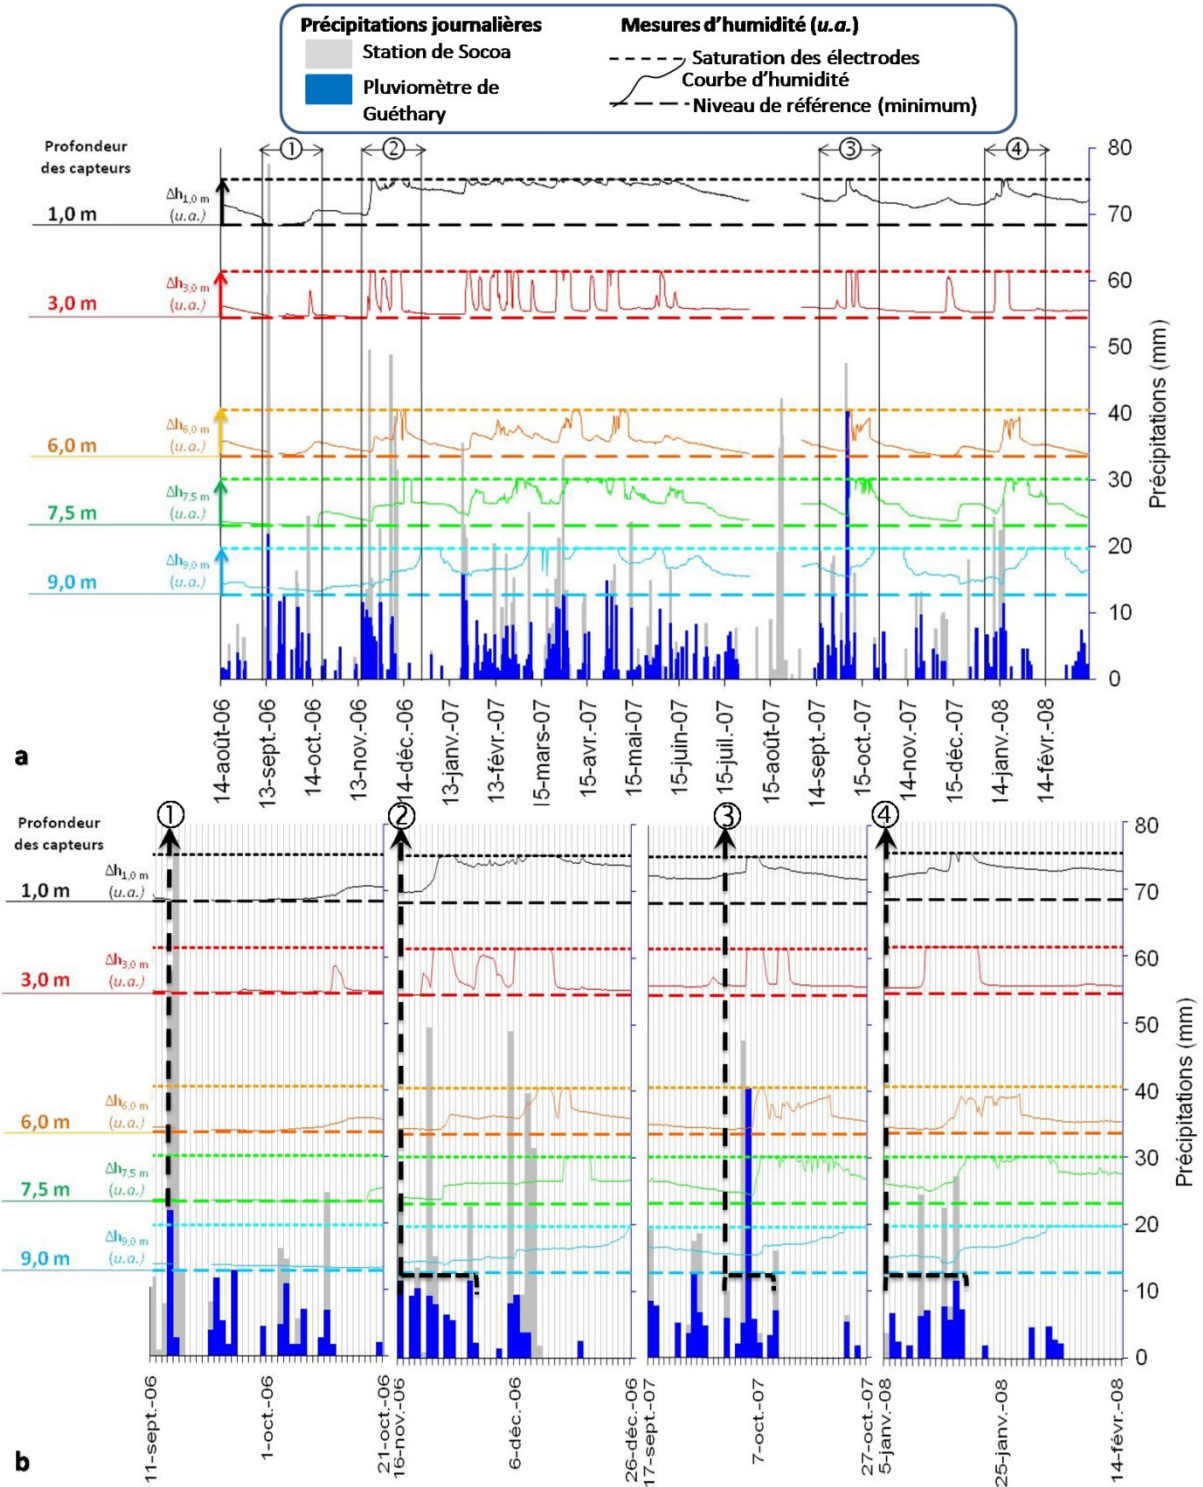 Précipitations journalières
Station de Socoa
Pluviomètre de
Guéthary
Mesures d'humidité (u.a.)
Saturation des électrodes
Courbe d'humidité
Niveau de référence (minimum)
Profondeur
des capteurs
1 2 3 4
1,0 m
Δh1,0 m
(u.a.)
3,0 m
Δh3,0 m
(u.a.)
6,0 m
Δh6,0 m
(u.a.)
7,5 m
Δh7,5 m
(u.a.)
9,0 m
Δh9,0 m
(u.a.)
80
70
60
50
40
30
20
10
0
Précipitations (mm)
14-août-06
13-sept.-06
14-oct.-06
13-nov.-06
14-déc.-06
13-janv.-07
13-févr.-07
15-mars-07
15-avr.-07
15-mai-07
15-juin-07
15-juil.-07
15-août-07
14-sept.-07
15-oct.-07
14-nov.-07
15-déc.-07
14-janv.-08
14-févr.-08
a
Profondeur
des capteurs
1 2 3 4
1,0 m
Δh1,0 m
(u.a.)
3,0 m
Δh3,0 m
(u.a.)
6,0 m
Δh6,0 m
(u.a.)
7,5 m
Δh7,5 m
(u.a.)
9,0 m
Δh9,0 m
(u.a.)
80
70
60
50
40
30
20
10
0
Précipitations (mm)
11-sept.-06
1-oct.-06
21-oct.-06
16-nov.-06
6-déc.-06
26-déc.-06
17-sept.-07
7-oct.-07
27-oct.-07
5-janv.-08
25-janv.-08
14-févr.-08
b